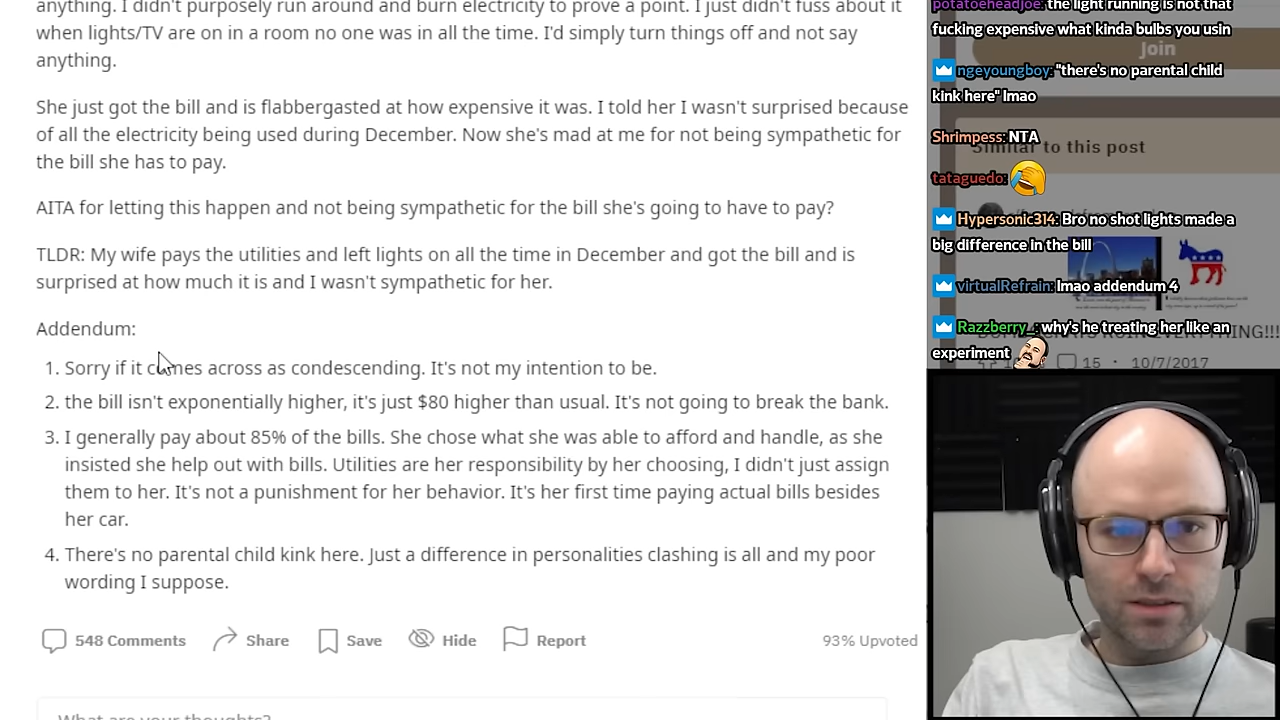 anything. I didn't purposely run around and burn electricity to prove a point. I just didn't fuss about it
when lights/TV are on in a room no one was in all the time. I'd simply turn things off and not say
anything.
She just got the bill and is flabbergasted at how expensive it was. I told her I wasn't surprised because
of all the electricity being used during December. Now she's mad at me for not being sympathetic for
the bill she has to pay.
AITA for letting this happen and not being sympathetic for the bill she's going to have to pay?
TLDR: My wife pays the utilities and left lights on all the time in December and got the bill and is
surprised at how much it is and I wasn't sympathetic for her.
Addendum:
1. Sorry if it comes across as condescending. It's not my intention to be.
2. the bill isn't exponentially higher, it's just $80 higher than usual. It's not going to break the bank.
3. I generally pay about 85% of the bills. She chose what she was able to afford and handle, as she
insisted she help out with bills. Utilities are her responsibility by her choosing, I didn't just assign
them to her. It's not a punishment for her behavior. It's her first time paying actual bills besides
her car.
4. There's no parental child kink here. Just a difference in personalities clashing is all and my poor
wording I suppose.
548 Comments Share Save Hide Report 93% Upvoted
What are your thoughts?
potatoeheadjoe: the light running is not that
fucking expensive what kinda bulbs you usin
Join
ngeyoungboy: "there's no parental child
kink here" lmao
Shrimpess: NTA
Similar to this post
tataguedo:
Hypersonic314: Bro no shot lights made a
big difference in the bill
virtualRefrain: lmao addendum 4
Razzberry_: why's he treating her like an
experiment
EVERYTHING!!!
15 · 10/7/2017